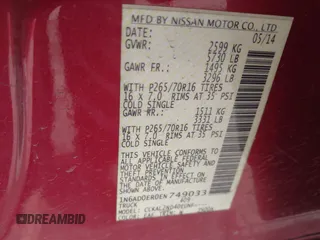 MFD BY NISSAN MOTOR CO., LTD
DATE: 05/14
GVWR: 2599 KG
5730 LB
GAWR FR.: 1495 KG
3296 LB
WITH P265/70R16 TIRES
16 x 7.0 RIMS AT 35 PSI
COLD SINGLE
GAWR RR.: 1511 KG
3331 LB
WITH P265/70R16 TIRES
16 x 7.0 RIMS AT 35 PSI
COLD SINGLE
THIS VEHICLE CONFORMS TO
ALL APPLICABLE FEDERAL
MOTOR VEHICLE SAFETY AND
THEFT PREVENTION STANDARDS
IN EFFECT ON THE DATE OF
MANUFACTURE SHOWN ABOVE.
749033
TRUCK
DREAM BID